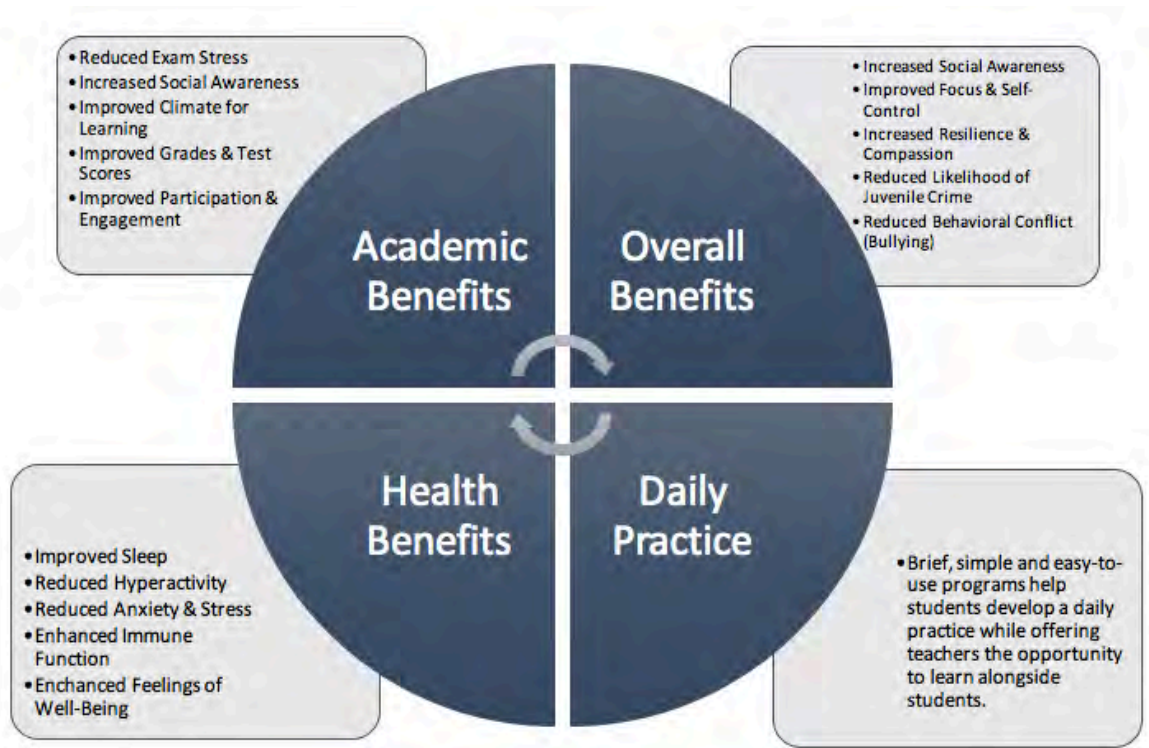 • Reduced Exam Stress
• Increased Social Awareness
• Improved Climate for
Learning
• Improved Grades & Test
Scores
• Improved Participation &
Engagement
Academic
Benefits
• Increased Social Awareness
• Improved Focus & Self-
Control
• Increased Resilience &
Compassion
• Reduced Likelihood of
Juvenile Crime
• Reduced Behavioral Conflict
(Bullying)
Overall
Benefits
• Improved Sleep
• Reduced Hyperactivity
• Reduced Anxiety & Stress
• Enhanced Immune
Function
• Enchanced Feelings of
Well-Being
Health
Benefits
Daily
Practice
• Brief, simple and easy-to-
use programs help
students develop a daily
practice while offering
teachers the opportunity
to learn alongside
students.